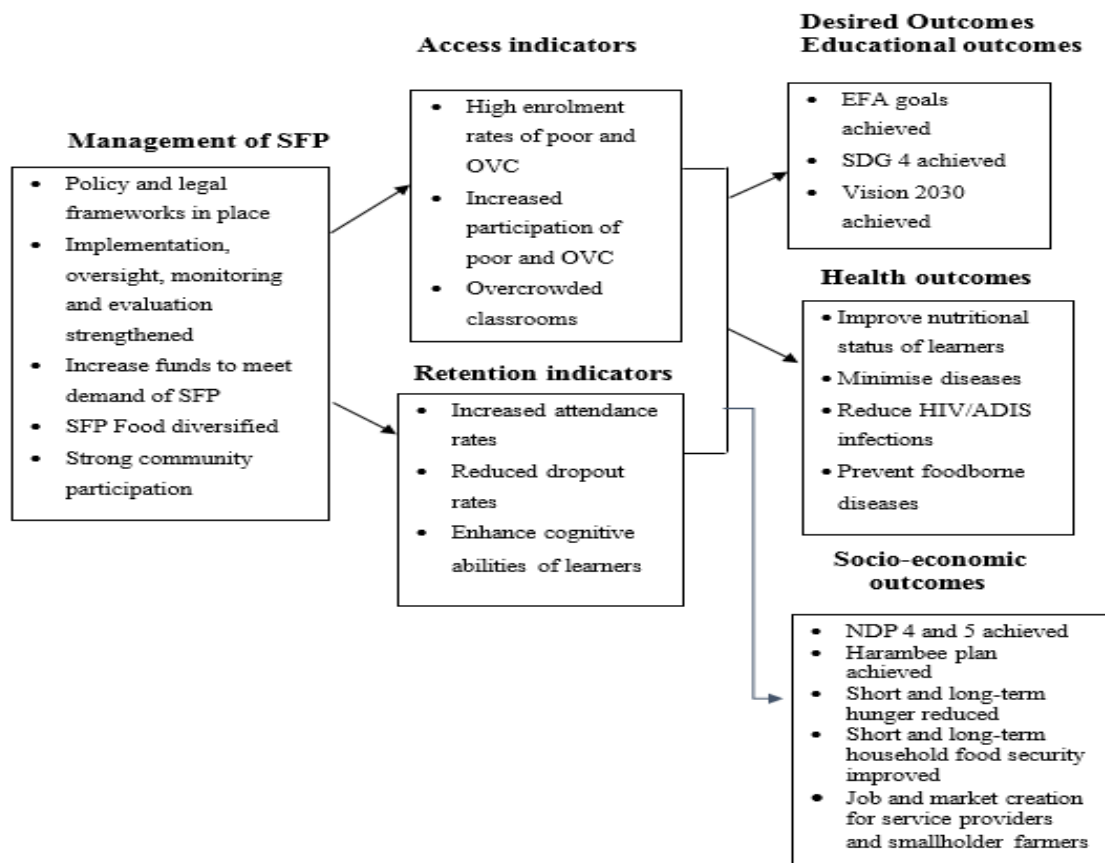 Management of SFP
• Policy and legal
frameworks in place
• Implementation,
oversight, monitoring
and evaluation
strengthened
• Increase funds to meet
demand of SFP
• SFP Food diversified
• Strong community
participation
Access indicators
• High enrolment
rates of poor and
OVC
• Increased
participation of
poor and OVC
• Overcrowded
classrooms
Retention indicators
• Increased attendance
rates
• Reduced dropout
rates
• Enhance cognitive
abilities of learners
Desired Outcomes
Educational outcomes
• EFA goals
achieved
• SDG 4 achieved
• Vision 2030
achieved
Health outcomes
• Improve nutritional
status of learners
• Minimise diseases
• Reduce HIV/ADIS
infections
• Prevent foodborne
diseases
Socio-economic
outcomes
• NDP 4 and 5 achieved
• Harambee plan
achieved
• Short and long-term
hunger reduced
• Short and long-term
household food security
improved
• Job and market creation
for service providers
and smallholder farmers